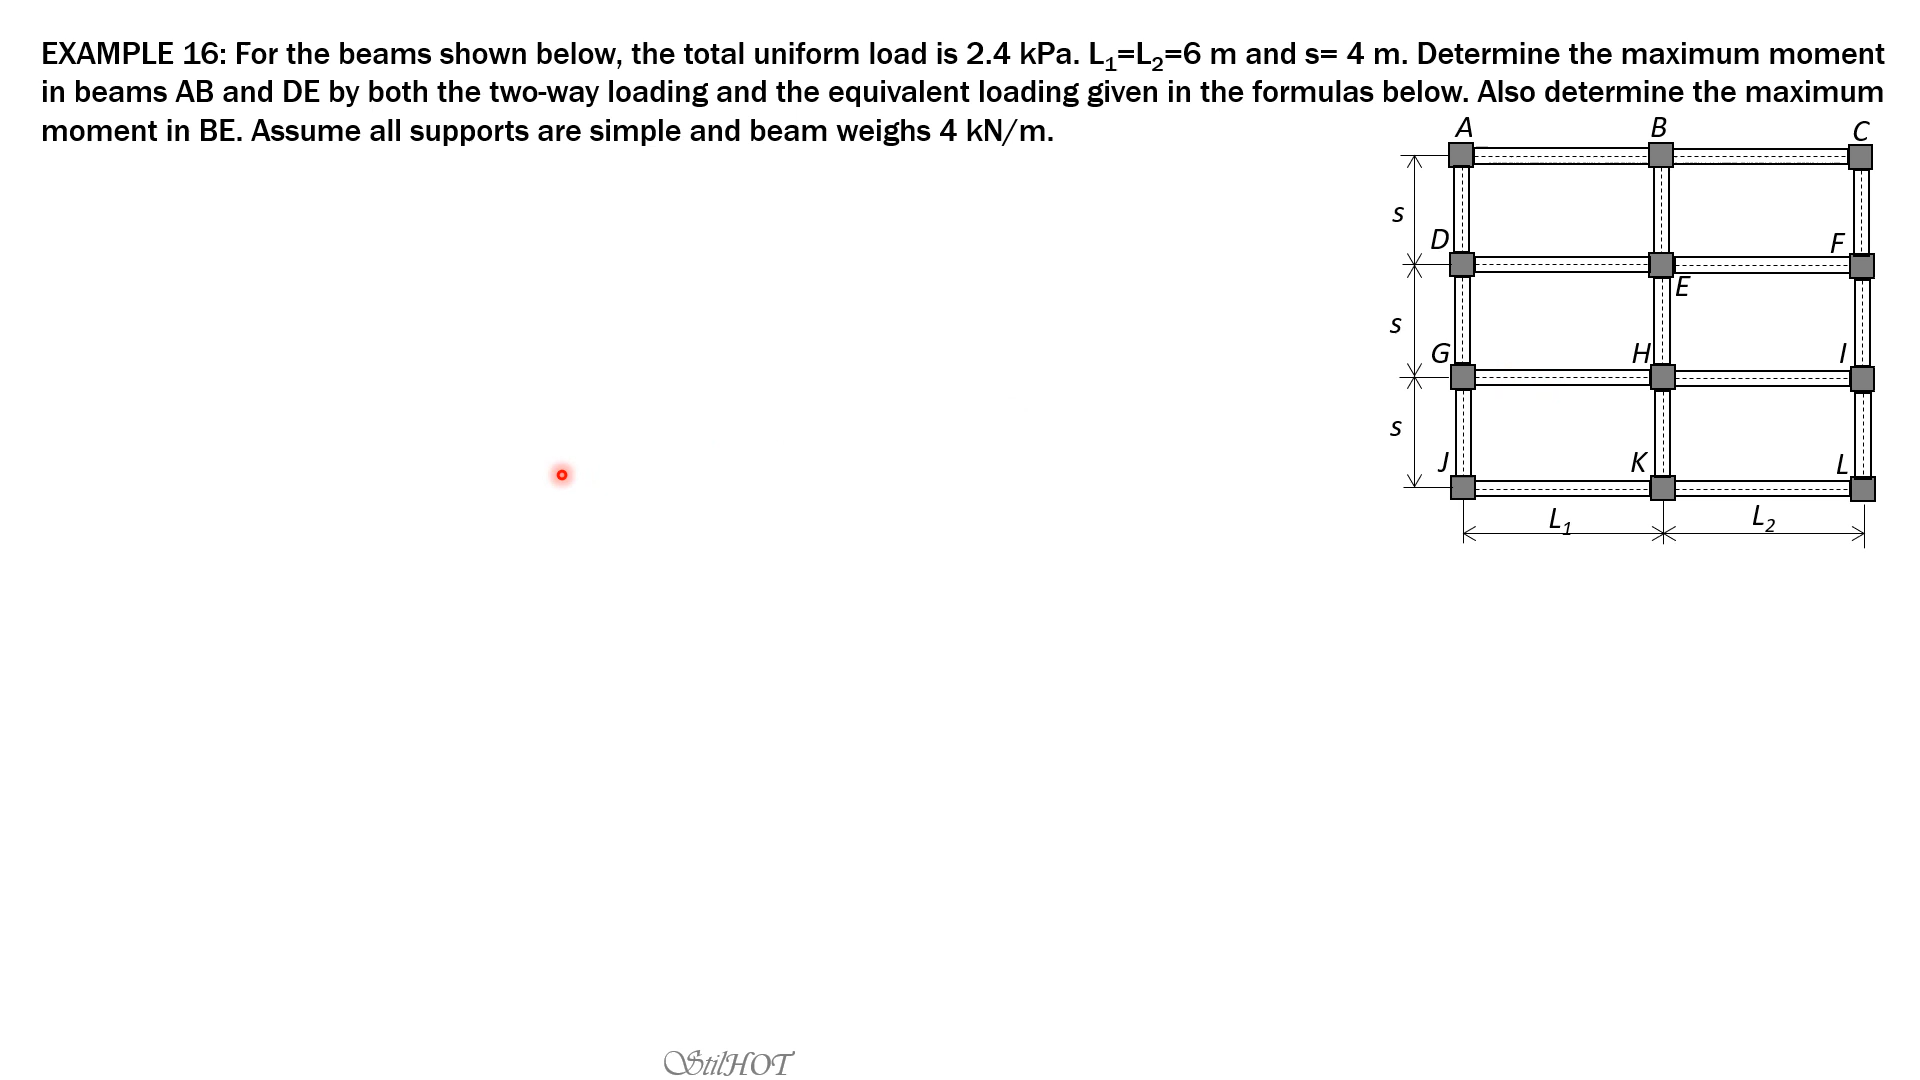 EXAMPLE 16: For the beams shown below, the total uniform load is 2.4 kPa. L1=L2=6 m and s= 4 m. Determine the maximum moment
in beams AB and DE by both the two-way loading and the equivalent loading given in the formulas below. Also determine the maximum
moment in BE. Assume all supports are simple and beam weighs 4 kN/m.
A B C
s
D F
E
s
G H I
s
J K L
L1 L2
StilHOT